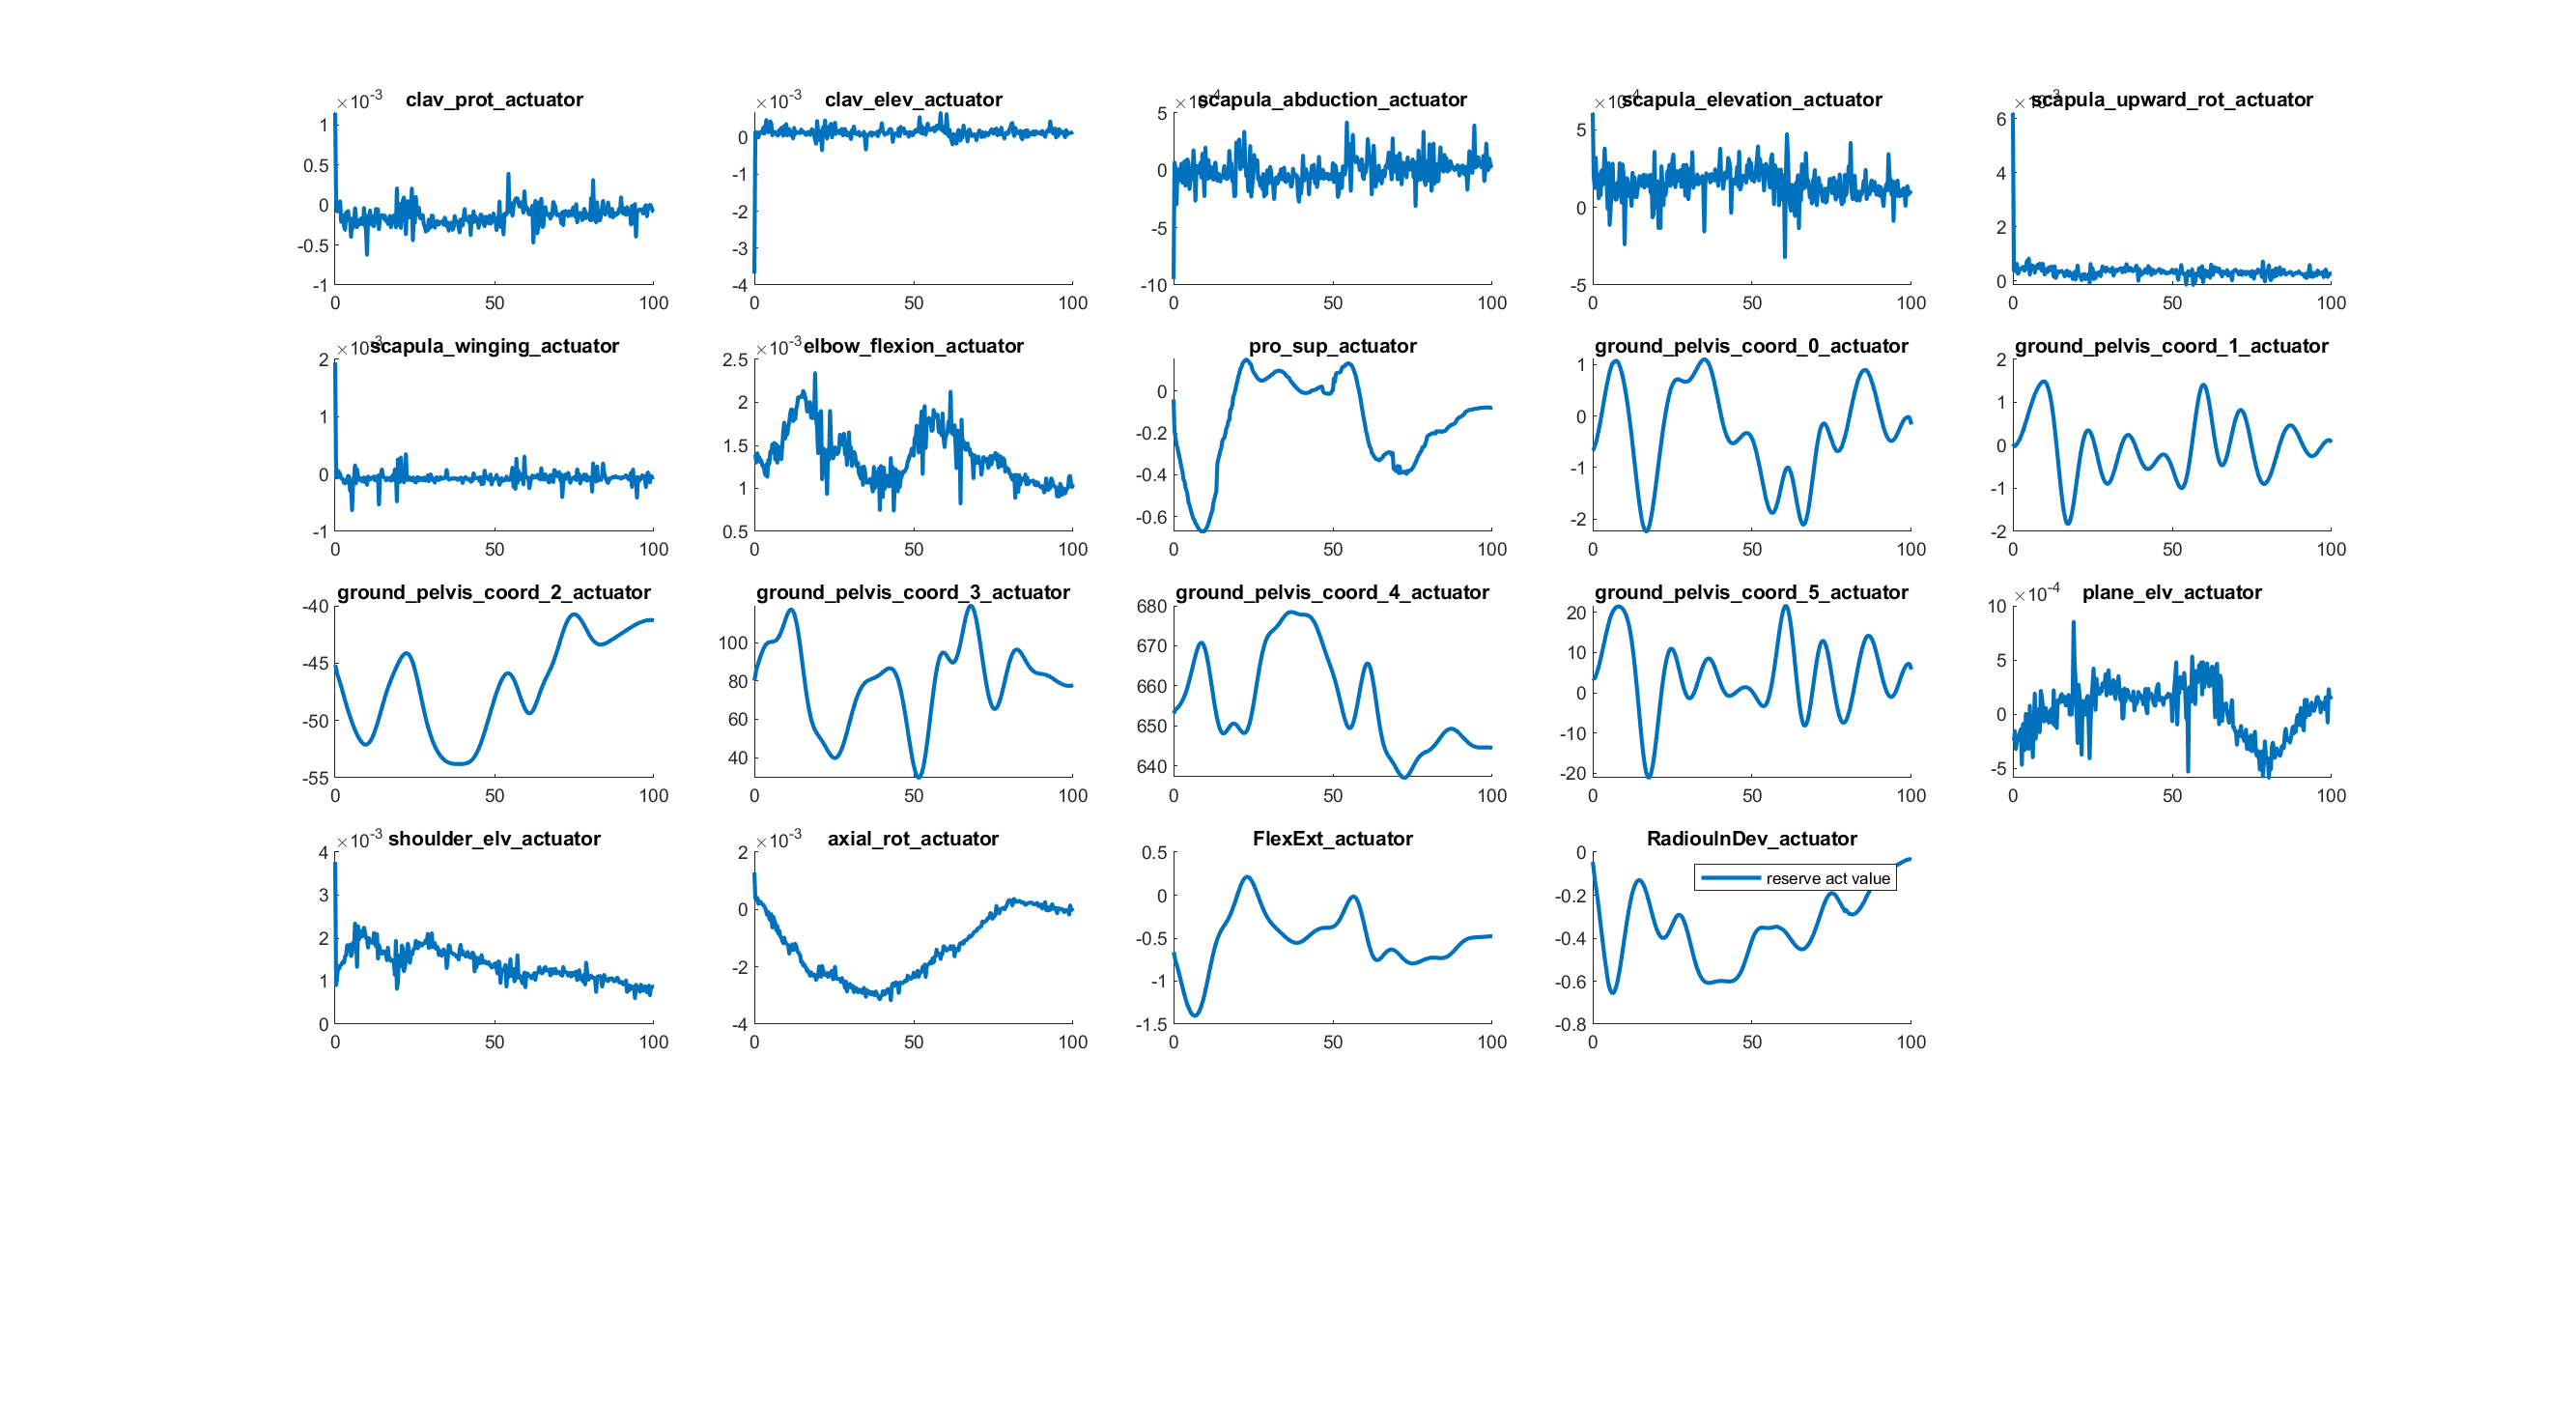 ×10-3 clav_prot_actuator
1
0.5
0
-0.5
-1
0 50 100
×10-3 clav_elev_actuator
0
-1
-2
-3
-4
0 50 100
×10-4 scapula_abduction_actuator
5
0
-5
-10
0 50 100
×10-4 scapula_elevation_actuator
5
0
-5
0 50 100
×10-3 scapula_upward_rot_actuator
6
4
2
0
0 50 100
×10-3 scapula_winging_actuator
2
1
0
-1
0 50 100
×10-3 elbow_flexion_actuator
2.5
2
1.5
1
0.5
0 50 100
pro_sup_actuator
0
-0.2
-0.4
-0.6
0 50 100
ground_pelvis_coord_0_actuator
1
0
-1
-2
0 50 100
ground_pelvis_coord_1_actuator
2
1
0
-1
-2
0 50 100
ground_pelvis_coord_2_actuator
-40
-45
-50
-55
0 50 100
ground_pelvis_coord_3_actuator
100
80
60
40
0 50 100
ground_pelvis_coord_4_actuator
680
670
660
650
640
0 50 100
ground_pelvis_coord_5_actuator
20
10
0
-10
-20
0 50 100
×10-4 plane_elv_actuator
10
5
0
-5
0 50 100
×10-3 shoulder_elv_actuator
4
3
2
1
0
0 50 100
×10-3 axial_rot_actuator
2
0
-2
-4
0 50 100
FlexExt_actuator
0.5
0
-0.5
-1
-1.5
0 50 100
RadioulnDev_actuator
0
reserve act value
-0.2
-0.4
-0.6
-0.8
0 50 100